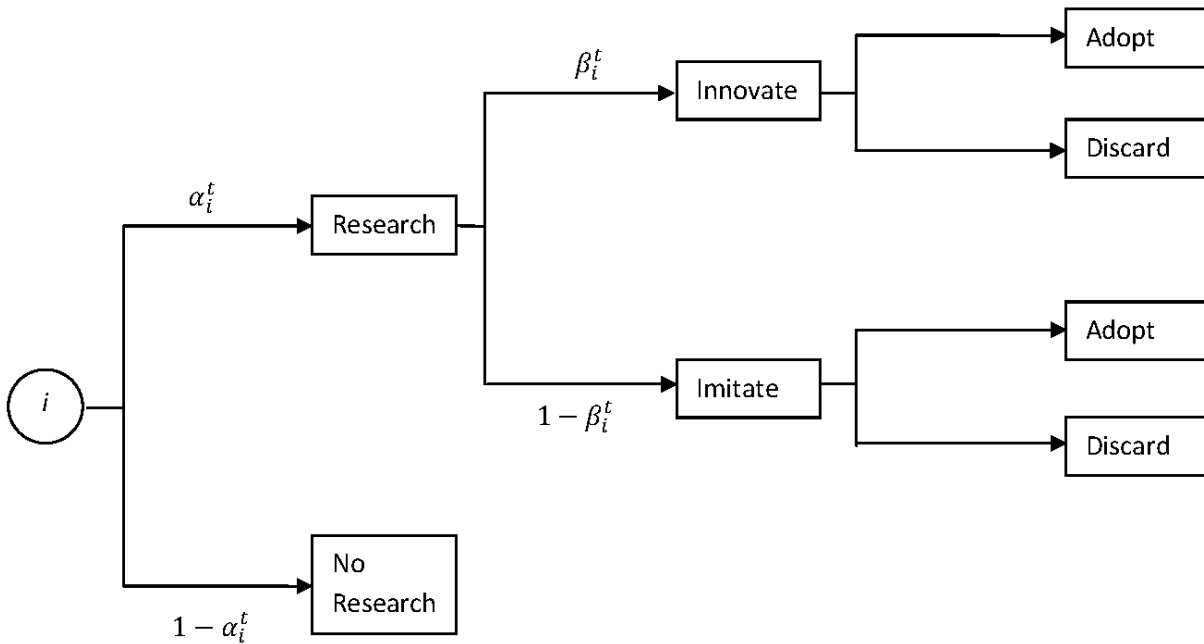 Adopt
β_i^t
Innovate
Discard
α_i^t
Research
Adopt
i
Imitate
1 − β_i^t
Discard
No
Research
1 − α_i^t